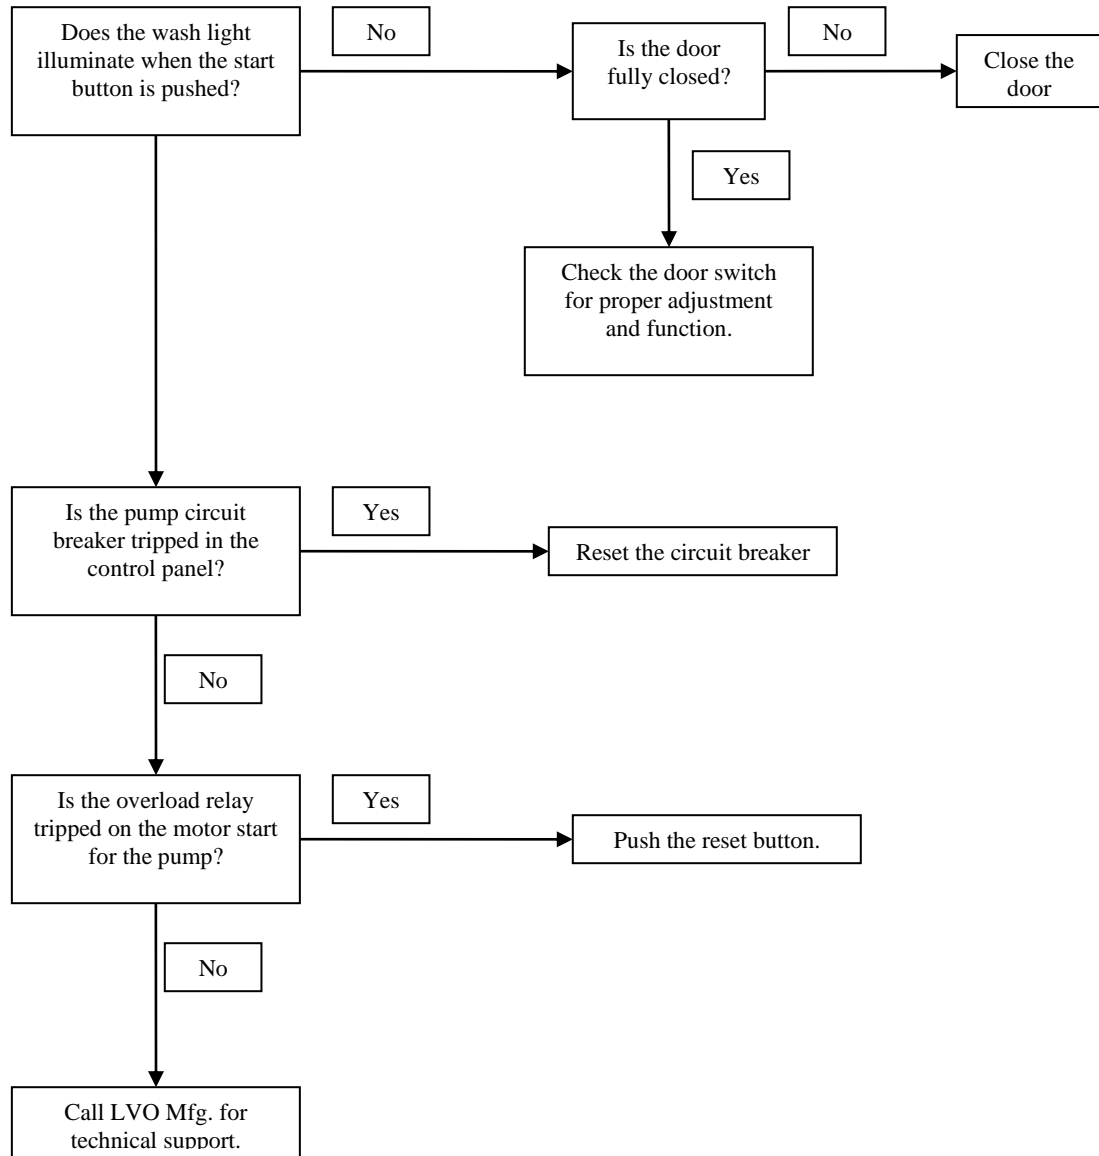 Does the wash light
illuminate when the start
button is pushed?
No
Is the door
fully closed?
No
Close the
door
Yes
Check the door switch
for proper adjustment
and function.
Is the pump circuit
breaker tripped in the
control panel?
Yes
Reset the circuit breaker
No
Is the overload relay
tripped on the motor start
for the pump?
Yes
Push the reset button.
No
Call LVO Mfg. for
technical support.